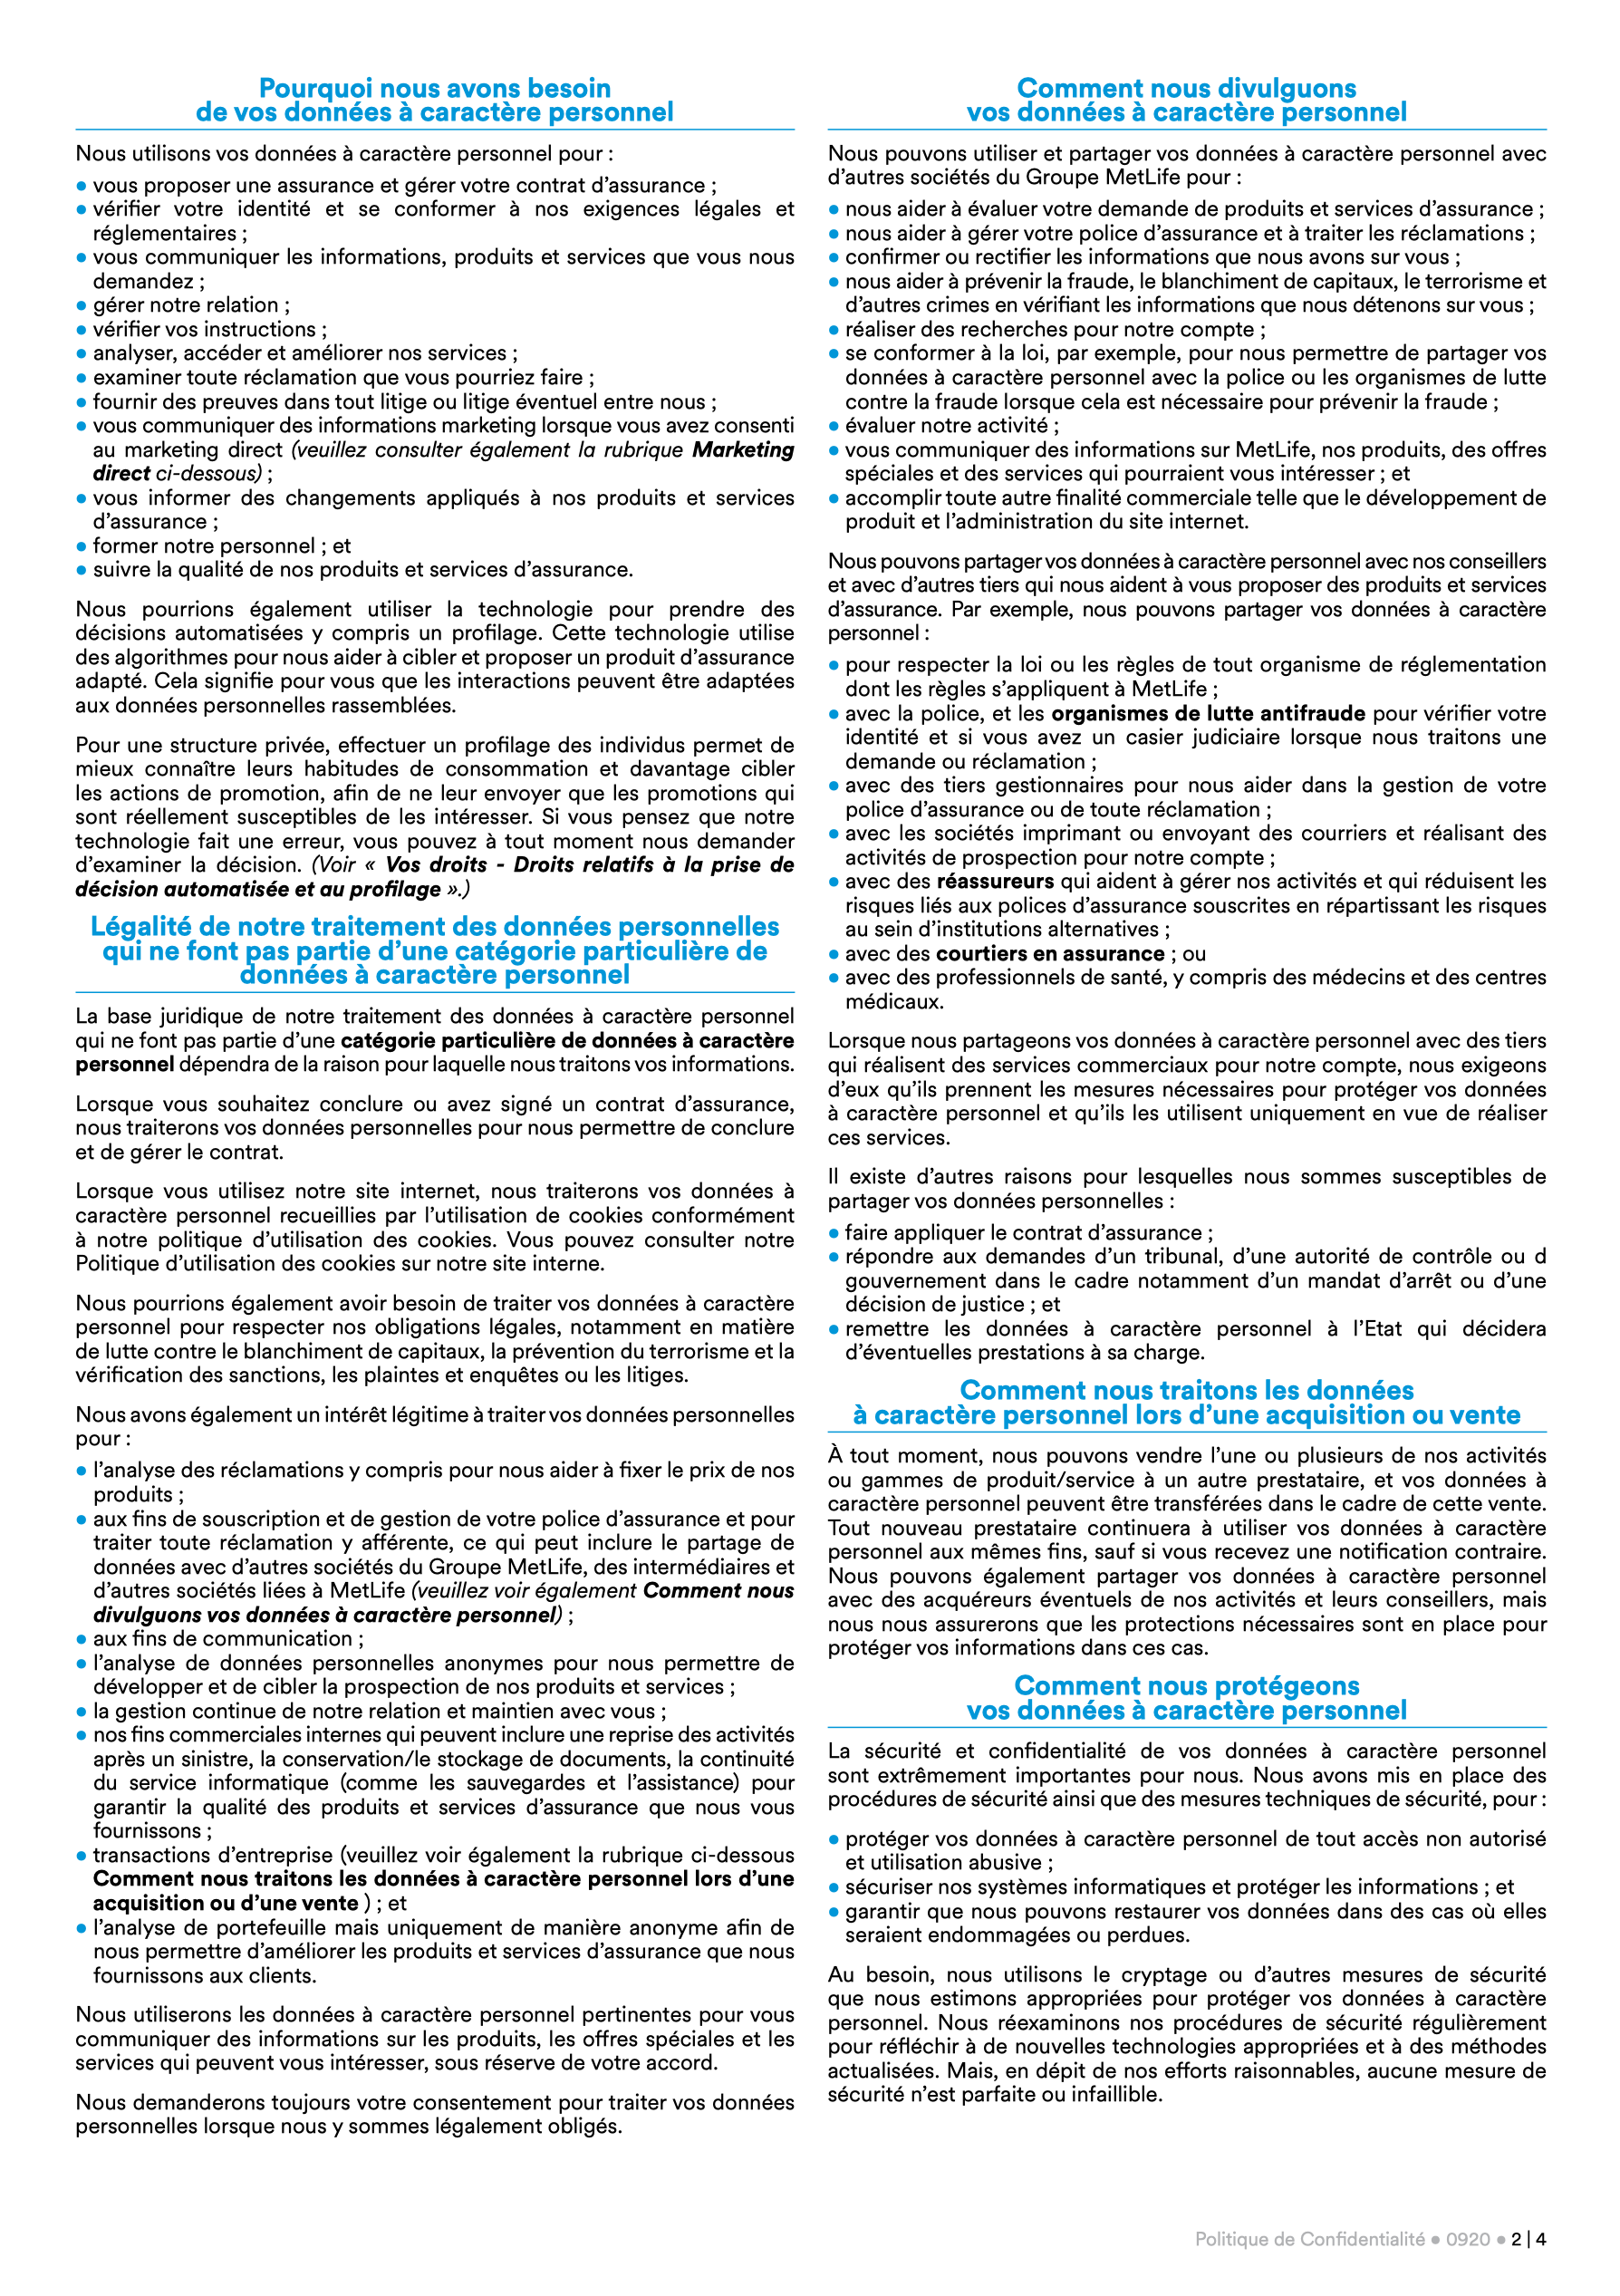 Pourquoi nous avons besoin
de vos données à caractère personnel
Nous utilisons vos données à caractère personnel pour :
● vous proposer une assurance et gérer votre contrat d’assurance ;
● vérifier votre identité et se conformer à nos exigences légales et
réglementaires ;
● vous communiquer les informations, produits et services que vous nous
demandez ;
● gérer notre relation ;
● vérifier vos instructions ;
● analyser, accéder et améliorer nos services ;
● examiner toute réclamation que vous pourriez faire ;
● fournir des preuves dans tout litige ou litige éventuel entre nous ;
● vous communiquer des informations marketing lorsque vous avez consenti
au marketing direct (veuillez consulter également la rubrique Marketing
direct ci-dessous) ;
● vous informer des changements appliqués à nos produits et services
d’assurance ;
● former notre personnel ; et
● suivre la qualité de nos produits et services d’assurance.
Nous pourrions également utiliser la technologie pour prendre des
décisions automatisées y compris un profilage. Cette technologie utilise
des algorithmes pour nous aider à cibler et proposer un produit d’assurance
adapté. Cela signifie pour vous que les interactions peuvent être adaptées
aux données personnelles rassemblées.
Pour une structure privée, effectuer un profilage des individus permet de
mieux connaître leurs habitudes de consommation et davantage cibler
les actions de promotion, afin de ne leur envoyer que les promotions qui
sont réellement susceptibles de les intéresser. Si vous pensez que notre
technologie fait une erreur, vous pouvez à tout moment nous demander
d’examiner la décision. (Voir « Vos droits - Droits relatifs à la prise de
décision automatisée et au profilage ».)
Légalité de notre traitement des données personnelles
qui ne font pas partie d’une catégorie particulière de
données à caractère personnel
La base juridique de notre traitement des données à caractère personnel
qui ne font pas partie d’une catégorie particulière de données à caractère
personnel dépendra de la raison pour laquelle nous traitons vos informations.
Lorsque vous souhaitez conclure ou avez signé un contrat d’assurance,
nous traiterons vos données personnelles pour nous permettre de conclure
et de gérer le contrat.
Lorsque vous utilisez notre site internet, nous traiterons vos données à
caractère personnel recueillies par l’utilisation de cookies conformément
à notre politique d’utilisation des cookies. Vous pouvez consulter notre
Politique d’utilisation des cookies sur notre site interne.
Nous pourrions également avoir besoin de traiter vos données à caractère
personnel pour respecter nos obligations légales, notamment en matière
de lutte contre le blanchiment de capitaux, la prévention du terrorisme et la
vérification des sanctions, les plaintes et enquêtes ou les litiges.
Nous avons également un intérêt légitime à traiter vos données personnelles
pour :
● l’analyse des réclamations y compris pour nous aider à fixer le prix de nos
produits ;
● aux fins de souscription et de gestion de votre police d’assurance et pour
traiter toute réclamation y afférente, ce qui peut inclure le partage de
données avec d’autres sociétés du Groupe MetLife, des intermédiaires et
d’autres sociétés liées à MetLife (veuillez voir également Comment nous
divulguons vos données à caractère personnel) ;
● aux fins de communication ;
● l’analyse de données personnelles anonymes pour nous permettre de
développer et de cibler la prospection de nos produits et services ;
● la gestion continue de notre relation et maintien avec vous ;
● nos fins commerciales internes qui peuvent inclure une reprise des activités
après un sinistre, la conservation/le stockage de documents, la continuité
du service informatique (comme les sauvegardes et l’assistance) pour
garantir la qualité des produits et services d’assurance que nous vous
fournissons ;
● transactions d’entreprise (veuillez voir également la rubrique ci-dessous
Comment nous traitons les données à caractère personnel lors d’une
acquisition ou d’une vente ) ; et
● l’analyse de portefeuille mais uniquement de manière anonyme afin de
nous permettre d’améliorer les produits et services d’assurance que nous
fournissons aux clients.
Nous utiliserons les données à caractère personnel pertinentes pour vous
communiquer des informations sur les produits, les offres spéciales et les
services qui peuvent vous intéresser, sous réserve de votre accord.
Nous demanderons toujours votre consentement pour traiter vos données
personnelles lorsque nous y sommes légalement obligés.
Comment nous divulguons
vos données à caractère personnel
Nous pouvons utiliser et partager vos données à caractère personnel avec
d’autres sociétés du Groupe MetLife pour :
● nous aider à évaluer votre demande de produits et services d’assurance ;
● nous aider à gérer votre police d’assurance et à traiter les réclamations ;
● confirmer ou rectifier les informations que nous avons sur vous ;
● nous aider à prévenir la fraude, le blanchiment de capitaux, le terrorisme et
d’autres crimes en vérifiant les informations que nous détenons sur vous ;
● réaliser des recherches pour notre compte ;
● se conformer à la loi, par exemple, pour nous permettre de partager vos
données à caractère personnel avec la police ou les organismes de lutte
contre la fraude lorsque cela est nécessaire pour prévenir la fraude ;
● évaluer notre activité ;
● vous communiquer des informations sur MetLife, nos produits, des offres
spéciales et des services qui pourraient vous intéresser ; et
● accomplir toute autre finalité commerciale telle que le développement de
produit et l’administration du site internet.
Nous pouvons partager vos données à caractère personnel avec nos conseillers
et avec d’autres tiers qui nous aident à vous proposer des produits et services
d’assurance. Par exemple, nous pouvons partager vos données à caractère
personnel :
● pour respecter la loi ou les règles de tout organisme de réglementation
dont les règles s’appliquent à MetLife ;
● avec la police, et les organismes de lutte antifraude pour vérifier votre
identité et si vous avez un casier judiciaire lorsque nous traitons une
demande ou réclamation ;
● avec des tiers gestionnaires pour nous aider dans la gestion de votre
police d’assurance ou de toute réclamation ;
● avec les sociétés imprimant ou envoyant des courriers et réalisant des
activités de prospection pour notre compte ;
● avec des réassureurs qui aident à gérer nos activités et qui réduisent les
risques liés aux polices d’assurance souscrites en répartissant les risques
au sein d’institutions alternatives ;
● avec des courtiers en assurance ; ou
● avec des professionnels de santé, y compris des médecins et des centres
médicaux.
Lorsque nous partageons vos données à caractère personnel avec des tiers
qui réalisent des services commerciaux pour notre compte, nous exigeons
d’eux qu’ils prennent les mesures nécessaires pour protéger vos données
à caractère personnel et qu’ils les utilisent uniquement en vue de réaliser
ces services.
Il existe d’autres raisons pour lesquelles nous sommes susceptibles de
partager vos données personnelles :
● faire appliquer le contrat d’assurance ;
● répondre aux demandes d’un tribunal, d’une autorité de contrôle ou d
gouvernement dans le cadre notamment d’un mandat d’arrêt ou d’une
décision de justice ; et
● remettre les données à caractère personnel à l’Etat qui décidera
d’éventuelles prestations à sa charge.
Comment nous traitons les données
à caractère personnel lors d’une acquisition ou vente
À tout moment, nous pouvons vendre l’une ou plusieurs de nos activités
ou gammes de produit/service à un autre prestataire, et vos données à
caractère personnel peuvent être transférées dans le cadre de cette vente.
Tout nouveau prestataire continuera à utiliser vos données à caractère
personnel aux mêmes fins, sauf si vous recevez une notification contraire.
Nous pouvons également partager vos données à caractère personnel
avec des acquéreurs éventuels de nos activités et leurs conseillers, mais
nous nous assurerons que les protections nécessaires sont en place pour
protéger vos informations dans ces cas.
Comment nous protégeons
vos données à caractère personnel
La sécurité et confidentialité de vos données à caractère personnel
sont extrêmement importantes pour nous. Nous avons mis en place des
procédures de sécurité ainsi que des mesures techniques de sécurité, pour :
● protéger vos données à caractère personnel de tout accès non autorisé
et utilisation abusive ;
● sécuriser nos systèmes informatiques et protéger les informations ; et
● garantir que nous pouvons restaurer vos données dans des cas où elles
seraient endommagées ou perdues.
Au besoin, nous utilisons le cryptage ou d’autres mesures de sécurité
que nous estimons appropriées pour protéger vos données à caractère
personnel. Nous réexaminons nos procédures de sécurité régulièrement
pour réfléchir à de nouvelles technologies appropriées et à des méthodes
actualisées. Mais, en dépit de nos efforts raisonnables, aucune mesure de
sécurité n’est parfaite ou infaillible.
Politique de Confidentialité ● 0920 ● 2 | 4